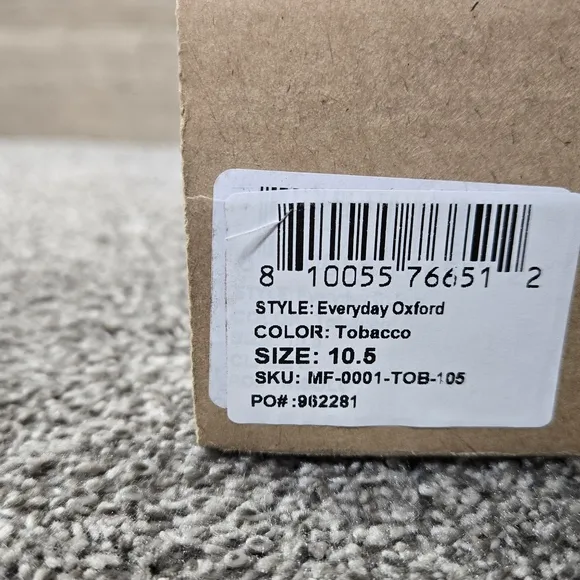 8 10055 76651 2
STYLE: Everyday Oxford
COLOR: Tobacco
SIZE: 10.5
SKU: MF-0001-TOB-105
PO# :962281